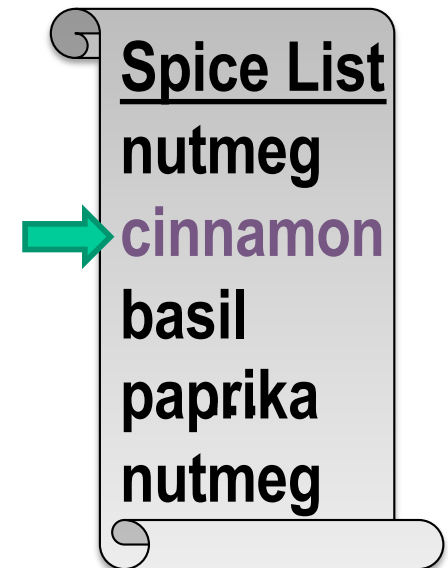 Spice List
nutmeg
cinnamon
basil
paprika
nutmeg